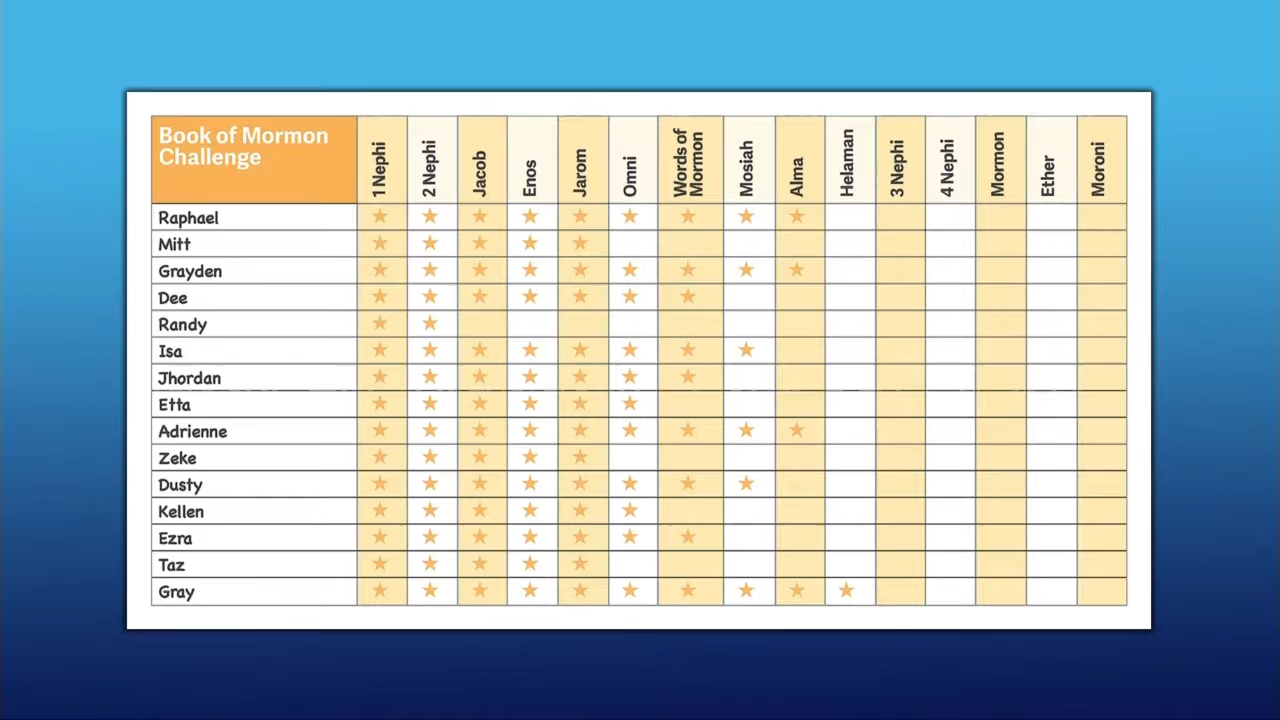 Book of Mormon
Challenge
1 Nephi
2 Nephi
Jacob
Enos
Jarom
Omni
Words of
Mormon
Mosiah
Alma
Helaman
3 Nephi
4 Nephi
Mormon
Ether
Moroni
Raphael
Mitt
Grayden
Dee
Randy
Isa
Jhordan
Etta
Adrienne
Zeke
Dusty
Kellen
Ezra
Taz
Gray